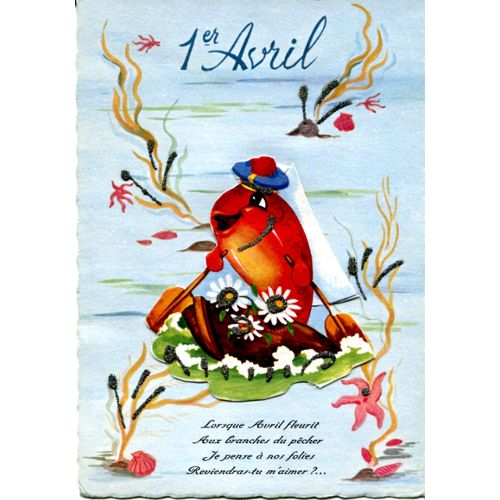 1er Avril
Lorsque Avril fleurit
Aux branches du pêcher
Je pense à nos folies
Reviendras-tu m'aimer ?...